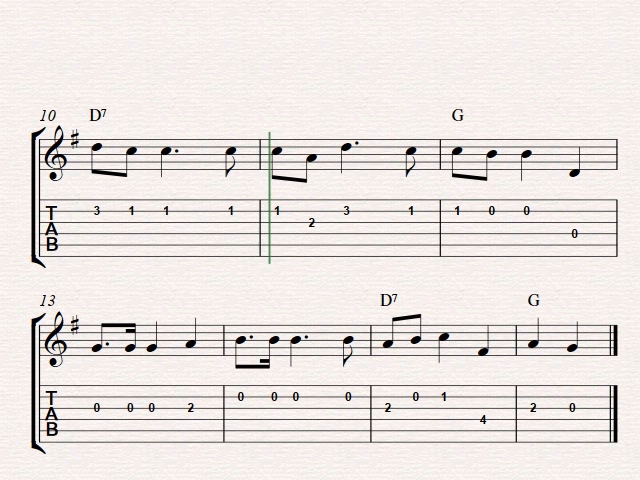 10 D7 G
T 3 1 1 1 1 3 1 1 0 0
A 2
B 0
13 D7 G
T 0 0 0 0 0 1
A 0 0 0 2 2 2 0
B 4